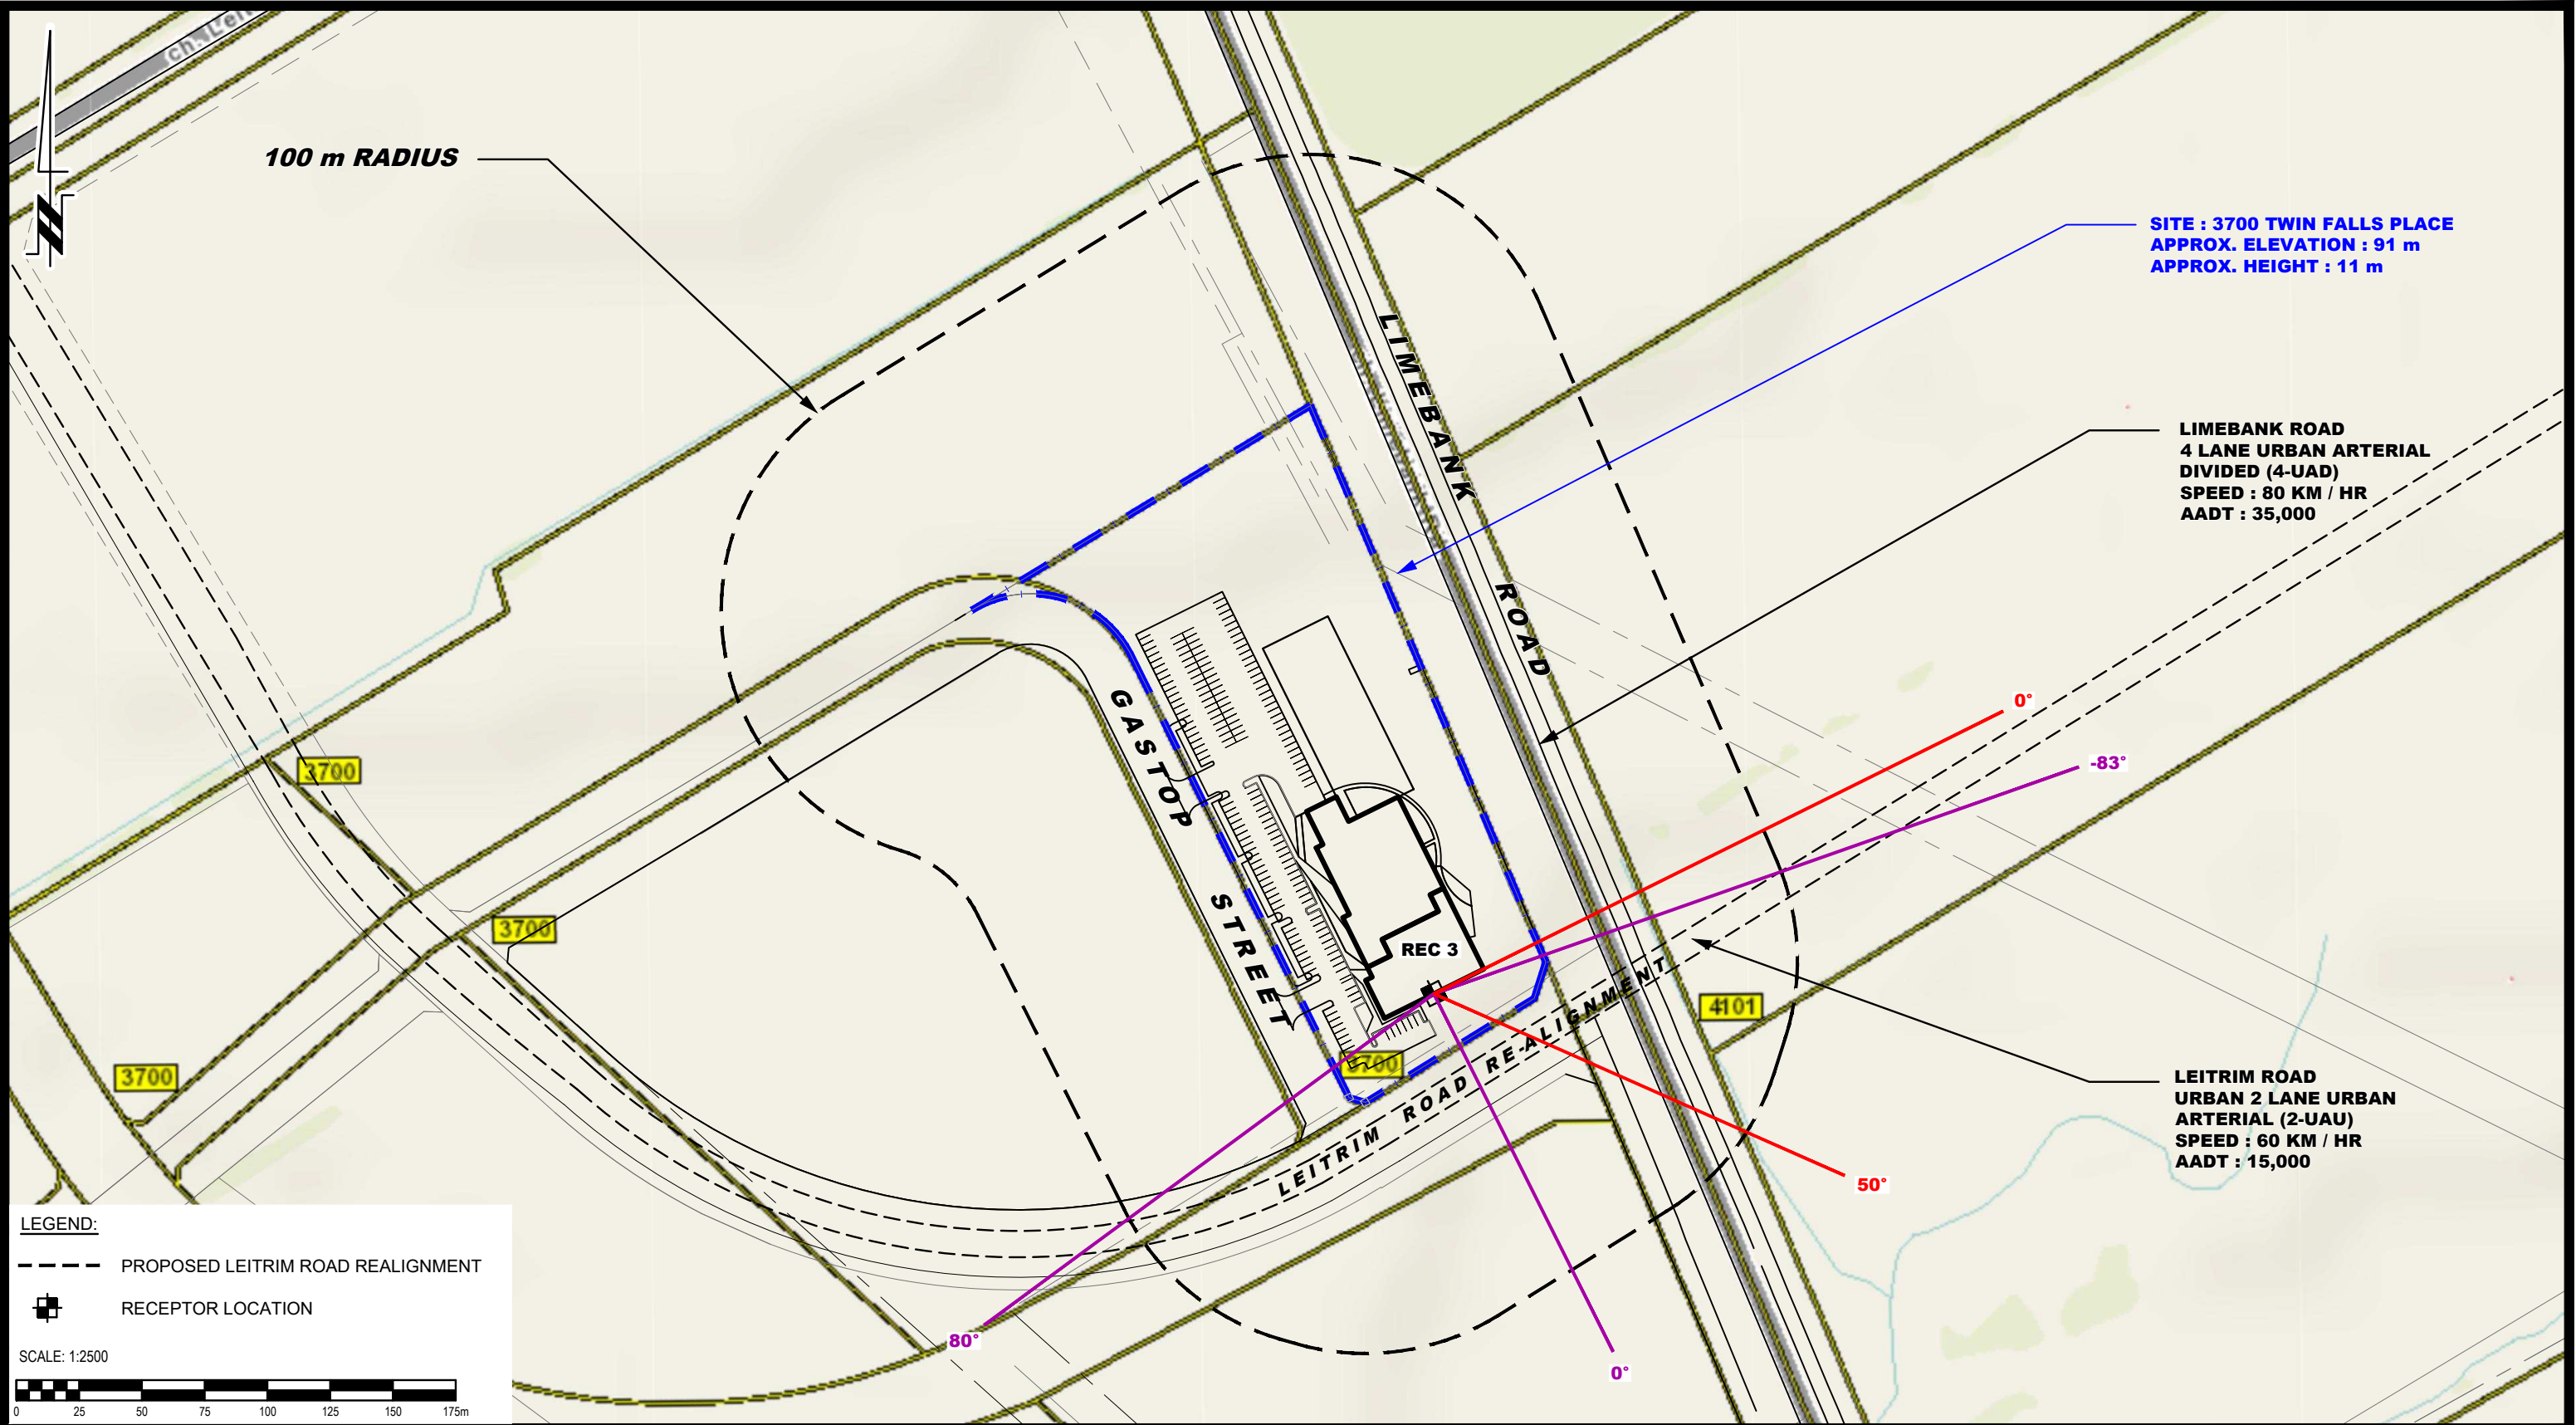 100 m RADIUS
SITE : 3700 TWIN FALLS PLACE
APPROX. ELEVATION : 91 m
APPROX. HEIGHT : 11 m
LIMEBANK ROAD
LIMEBANK ROAD
4 LANE URBAN ARTERIAL
DIVIDED (4-UAD)
SPEED : 80 KM / HR
AADT : 35,000
0°
-83°
3700
GASTOP STREET
3700
REC 3
4101
3700
3700
LEITRIM ROAD RE-ALIGNMENT
LEITRIM ROAD
URBAN 2 LANE URBAN
ARTERIAL (2-UAU)
SPEED : 60 KM / HR
AADT : 15,000
50°
80°
0°
LEGEND:
PROPOSED LEITRIM ROAD REALIGNMENT
RECEPTOR LOCATION
SCALE: 1:2500
0 25 50 75 100 125 150 175m